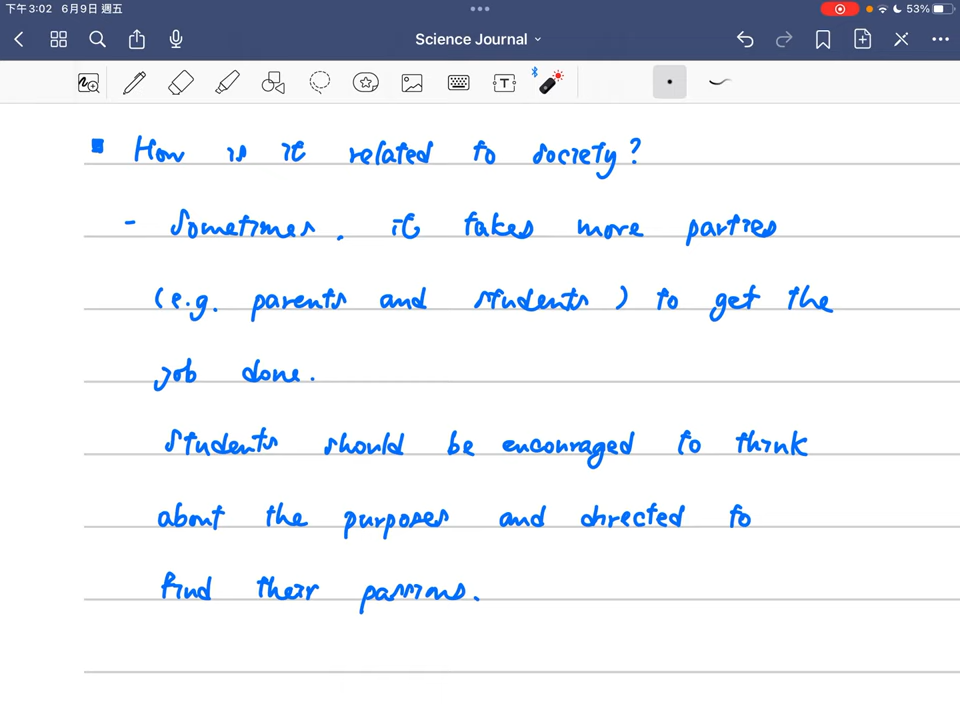 下午3:02 6月9日 週五
53%
Science Journal
T
How is it related to society?
- Sometimes, it takes more parties
(e.g. parents and students) to get the
job done.
Students should be encouraged to think
about the purposes and directed to
find their passions.